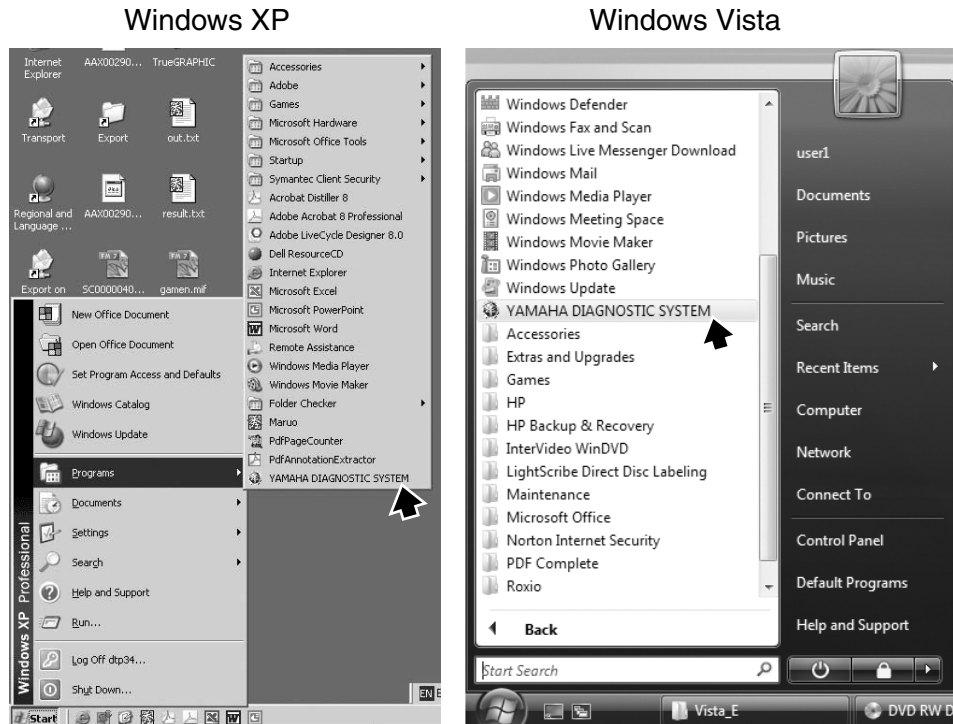 Windows XP
Windows Vista
Internet Explorer
AAX00290...
TrueGRAPHIC
Transport
Export
out.txt
Regional and Language ...
AAX00290...
result.txt
Export on
SC0000040...
gamen.mif
Accessories
Adobe
Games
Microsoft Hardware
Microsoft Office Tools
Startup
Symantec Client Security
Acrobat Distiller 8
Adobe Acrobat 8 Professional
Adobe LiveCycle Designer 8.0
Dell ResourceCD
Internet Explorer
Microsoft Excel
Microsoft PowerPoint
Microsoft Word
Remote Assistance
Windows Media Player
Windows Movie Maker
Folder Checker
Maruo
PdfPageCounter
PdfAnnotationExtractor
YAMAHA DIAGNOSTIC SYSTEM
New Office Document
Open Office Document
Set Program Access and Defaults
Windows Catalog
Windows Update
Programs
Documents
Settings
Search
Help and Support
Run...
Log Off dtp34...
Shut Down...
Windows XP Professional
Start
EN
Windows Defender
Windows Fax and Scan
Windows Live Messenger Download
Windows Mail
Windows Media Player
Windows Meeting Space
Windows Movie Maker
Windows Photo Gallery
Windows Update
YAMAHA DIAGNOSTIC SYSTEM
Accessories
Extras and Upgrades
Games
HP
HP Backup & Recovery
InterVideo WinDVD
LightScribe Direct Disc Labeling
Maintenance
Microsoft Office
Norton Internet Security
PDF Complete
Roxio
Back
Start Search
user1
Documents
Pictures
Music
Search
Recent Items
Computer
Network
Connect To
Control Panel
Default Programs
Help and Support
Vista_E
DVD RW D